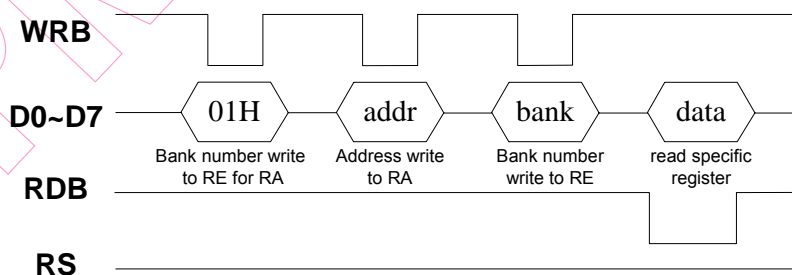 WRB
D0~D7
01H
addr
bank
data
Bank number write
to RE for RA
Address write
to RA
Bank number
write to RE
read specific
register
RDB
RS